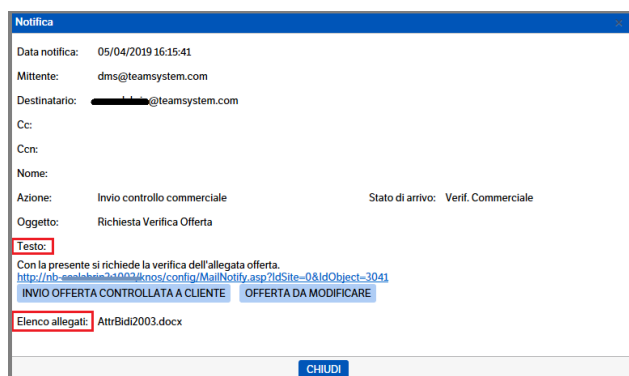 Notifica ×
Data notifica: 05/04/2019 16:15:41
Mittente: dms@teamsystem.com
Destinatario: @teamsystem.com
Cc:
Ccn:
Nome:
Azione: Invio controllo commerciale Stato di arrivo: Verif. Commerciale
Oggetto: Richiesta Verifica Offerta
Testo:
Con la presente si richiede la verifica dell'allegata offerta.
http://nb- /knos/config/MailNotify.asp?IdSite=0&IdObject=3041
INVIO OFFERTA CONTROLLATA A CLIENTE OFFERTA DA MODIFICARE
Elenco allegati: AttrBidi2003.docx
CHIUDI